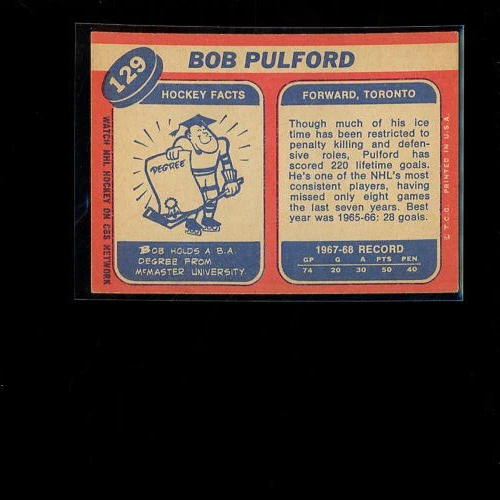 129
BOB PULFORD
HOCKEY FACTS
DEGREE
BOB HOLDS A B.A.
DEGREE FROM
McMASTER UNIVERSITY.
WATCH NHL HOCKEY ON CBS NETWORK
FORWARD, TORONTO
Though much of his ice
time has been restricted to
penalty killing and defen-
sive roles, Pulford has
scored 220 lifetime goals.
He's one of the NHL's most
consistent players, having
missed only eight games
the last seven years. Best
year was 1965-66: 28 goals.
1967-68 RECORD
GP G A PTS PEN
74 20 30 50 40
©T.C.G. PRINTED IN U.S.A.